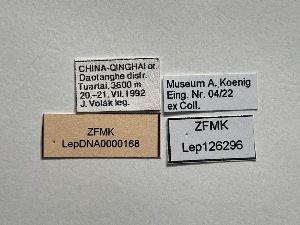 CHINA-QINGHAI or.
Daotanghe distr.
Tuartai, 3500 m
20.-21. VII. 1992
J. Volák leg.
Museum A. Koenig
Eing. Nr. 04/22
ex Coll.
ZFMK
LepDNA0000168
ZFMK
Lep126296